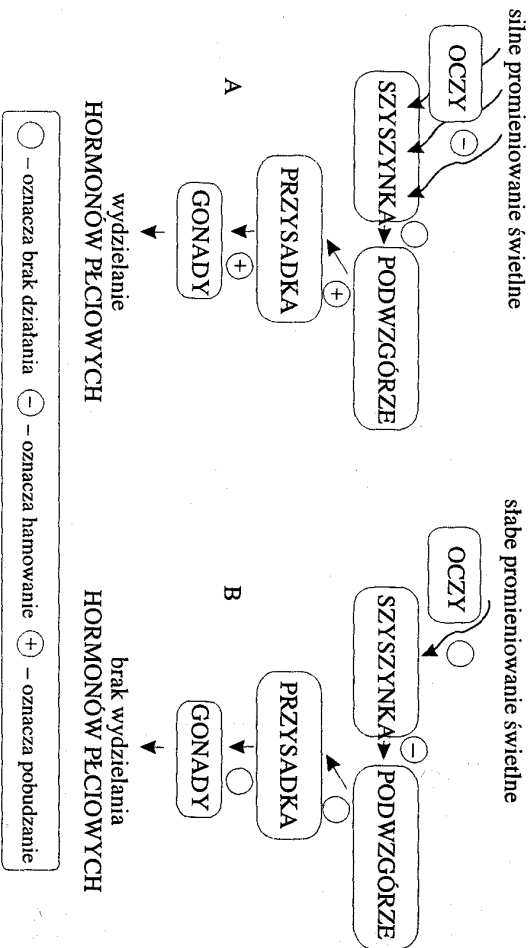 silne promieniowanie świetlne
OCZY
−
SZYSZYNKA
PODWZGÓRZE
+
PRZYSADKA
+
GONADY
A
wydzielanie
HORMONÓW PŁCIOWYCH
słabe promieniowanie świetlne
OCZY
SZYSZYNKA
−
PODWZGÓRZE
PRZYSADKA
GONADY
B
brak wydzielania
HORMONÓW PŁCIOWYCH
– oznacza brak działania − – oznacza hamowanie + – oznacza pobudzanie